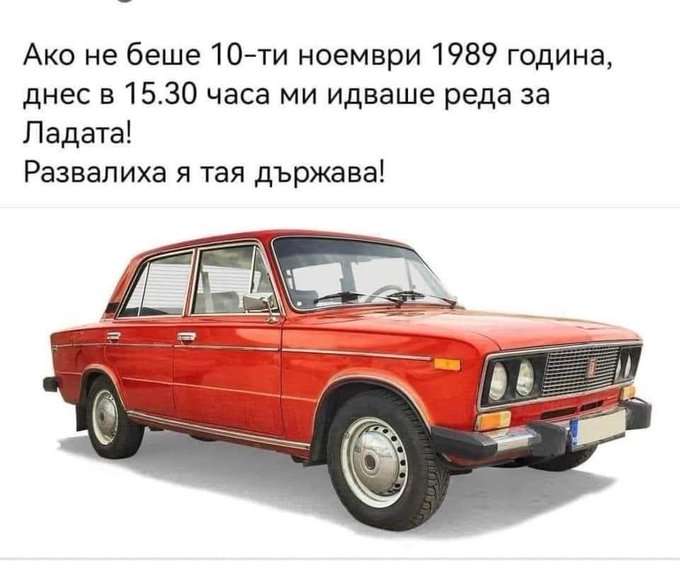 Ако не беше 10-ти ноември 1989 година,
днес в 15.30 часа ми идваше реда за
Ладата!
Развалиха я тая държава!